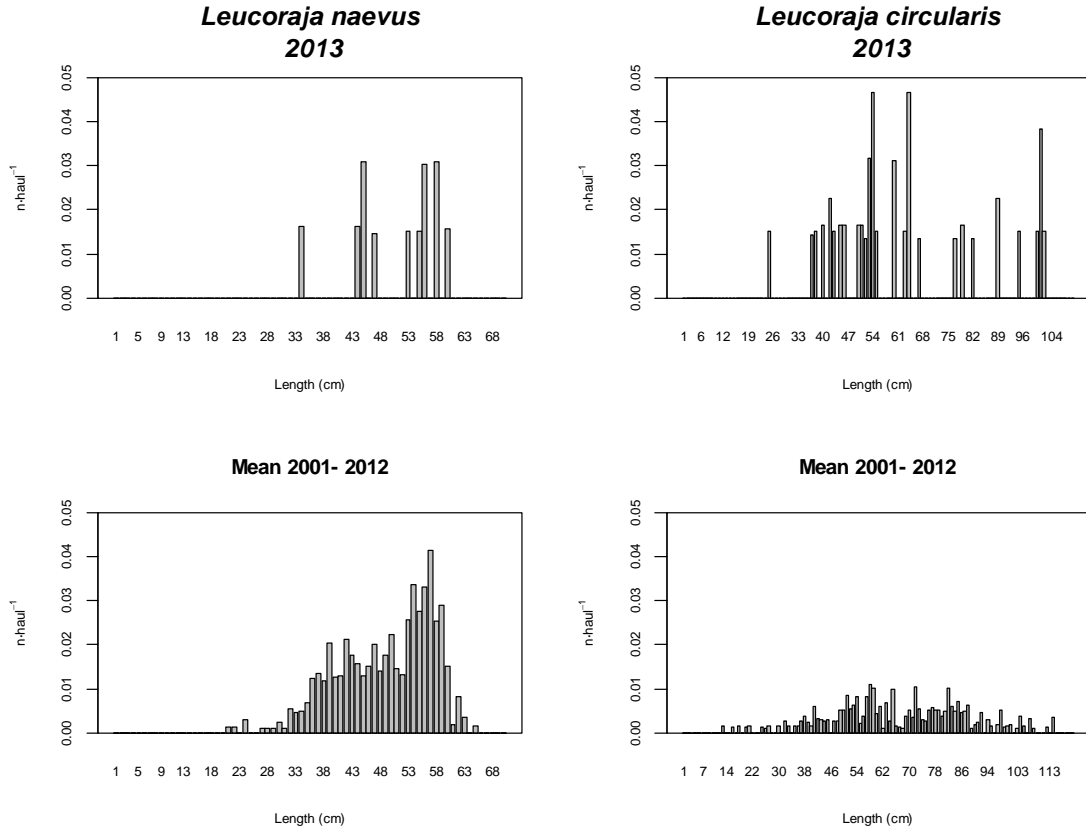 Leucoraja naevus
2013
0.05
0.04
0.03
0.02
0.01
0.00
n·haul⁻¹
1 5 9 13 18 23 28 33 38 43 48 53 58 63 68
Length (cm)
Leucoraja circularis
2013
0.05
0.04
0.03
0.02
0.01
0.00
n·haul⁻¹
1 6 12 19 26 33 40 47 54 61 68 75 82 89 96 104
Length (cm)
Mean 2001- 2012
0.05
0.04
0.03
0.02
0.01
0.00
n·haul⁻¹
1 5 9 13 18 23 28 33 38 43 48 53 58 63 68
Length (cm)
Mean 2001- 2012
0.05
0.04
0.03
0.02
0.01
0.00
n·haul⁻¹
1 7 14 22 30 38 46 54 62 70 78 86 94 103 113
Length (cm)